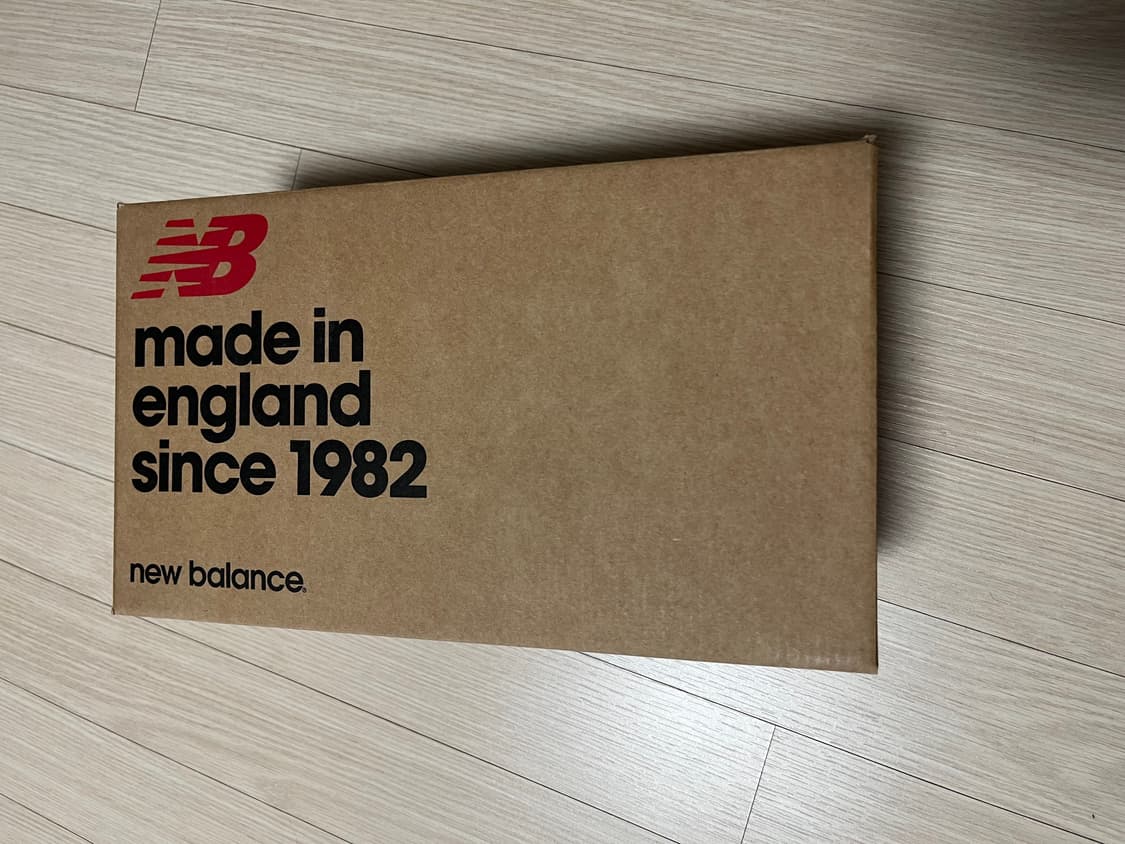 NB
made in
england
since 1982
new balance®